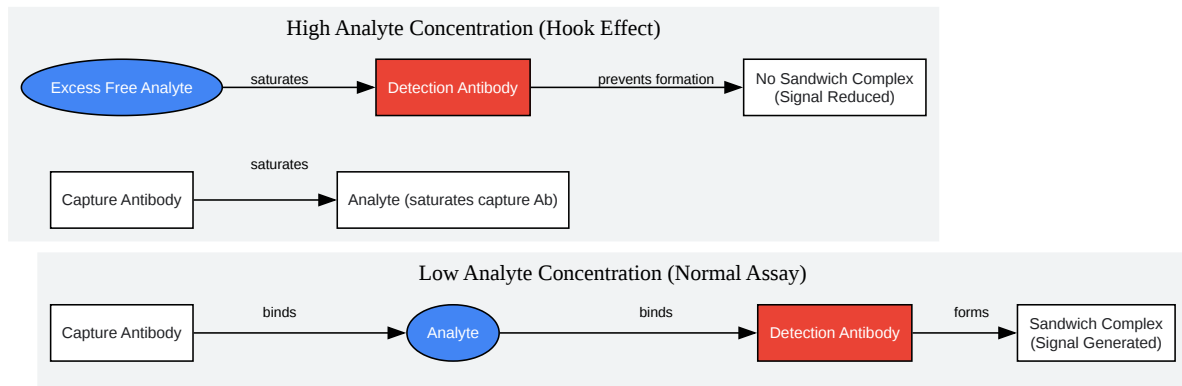 High Analyte Concentration (Hook Effect)
Excess Free Analyte
saturates
Detection Antibody
prevents formation
No Sandwich Complex
(Signal Reduced)
Capture Antibody
saturates
Analyte (saturates capture Ab)
Low Analyte Concentration (Normal Assay)
Capture Antibody
binds
Analyte
binds
Detection Antibody
forms
Sandwich Complex
(Signal Generated)